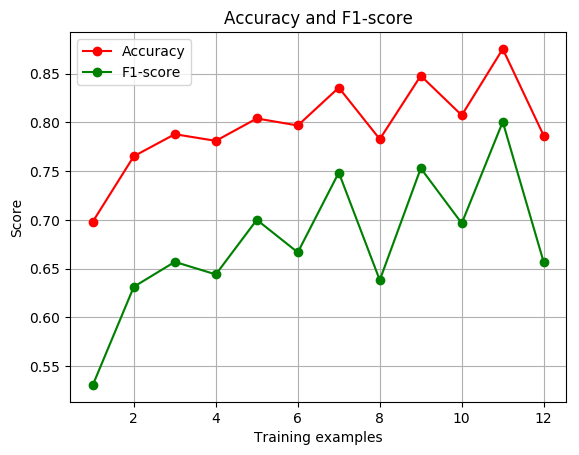 Accuracy and F1-score
Accuracy
F1-score
0.85
0.80
0.75
0.70
0.65
0.60
0.55
Score
2 4 6 8 10 12
Training examples